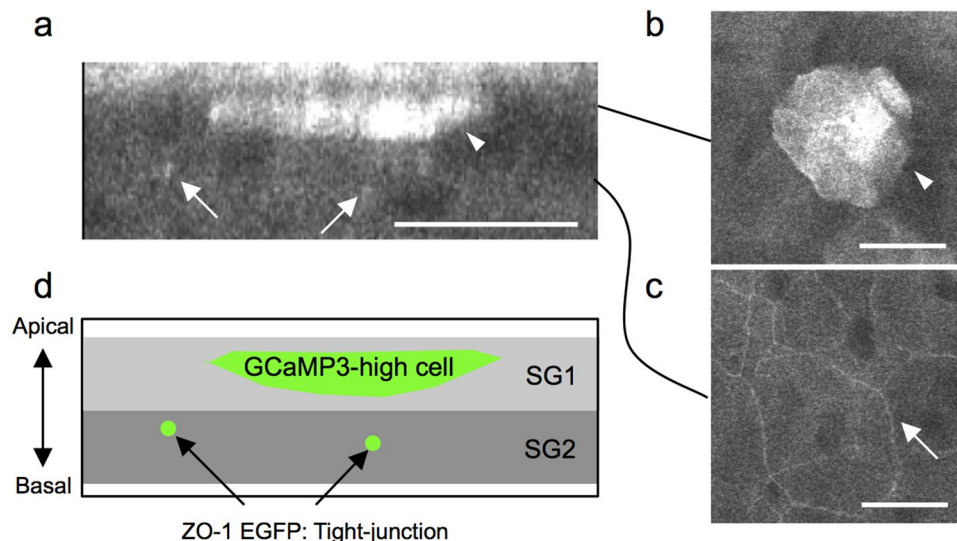 a
b
c
d
Apical
Basal
GCaMP3-high cell
SG1
SG2
ZO-1 EGFP: Tight-junction